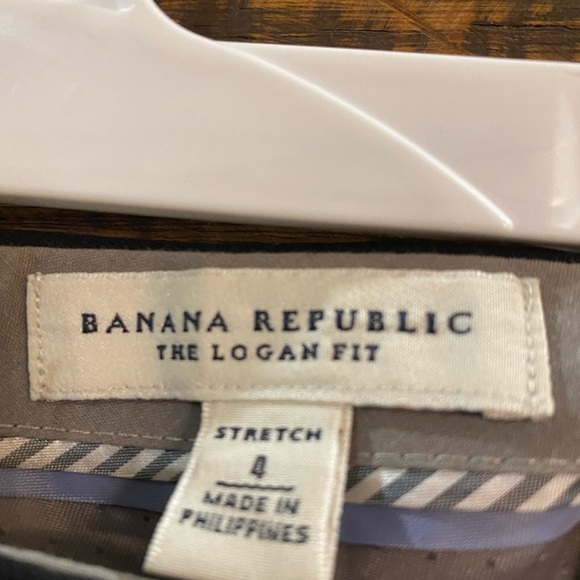 BANANA REPUBLIC
THE LOGAN FIT
STRETCH
4
MADE IN
PHILIPPINES